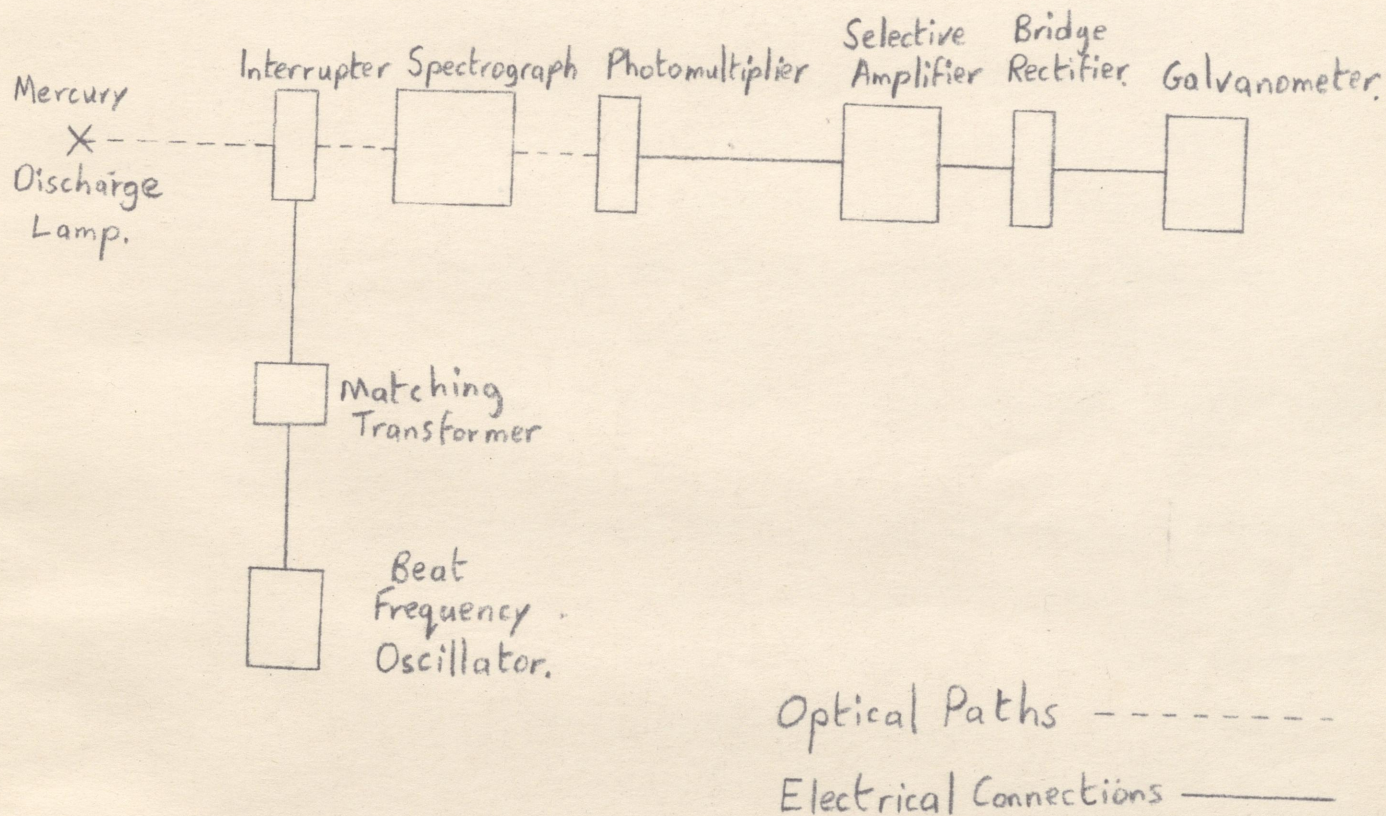 Mercury
Discharge
Lamp.
Interrupter
Spectrograph
Photomultiplier
Selective
Amplifier
Bridge
Rectifier.
Galvanometer.
Matching
Transformer
Beat
Frequency
Oscillator.
Optical Paths
Electrical Connections